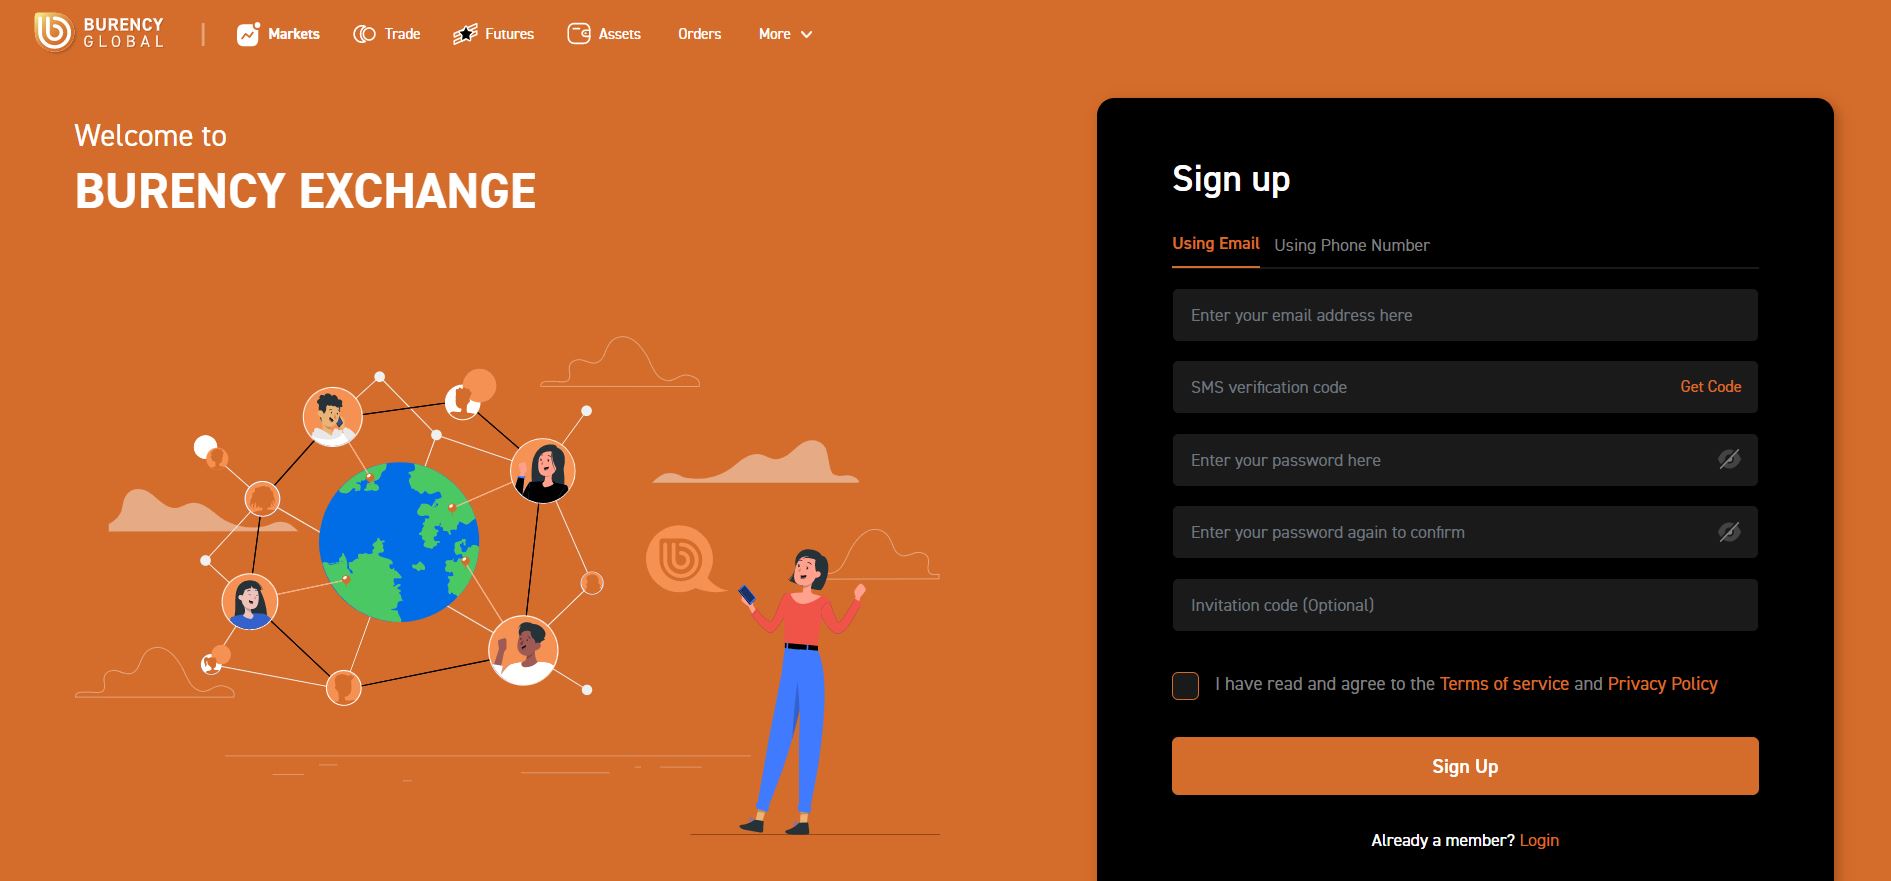 BURENCY
GLOBAL
Markets
Trade
Futures
Assets
Orders
More
Welcome to
BURENCY EXCHANGE
Sign up
Using Email
Using Phone Number
Enter your email address here
SMS verification code
Get Code
Enter your password here
Enter your password again to confirm
Invitation code (Optional)
I have read and agree to the Terms of service and Privacy Policy
Sign Up
Already a member? Login